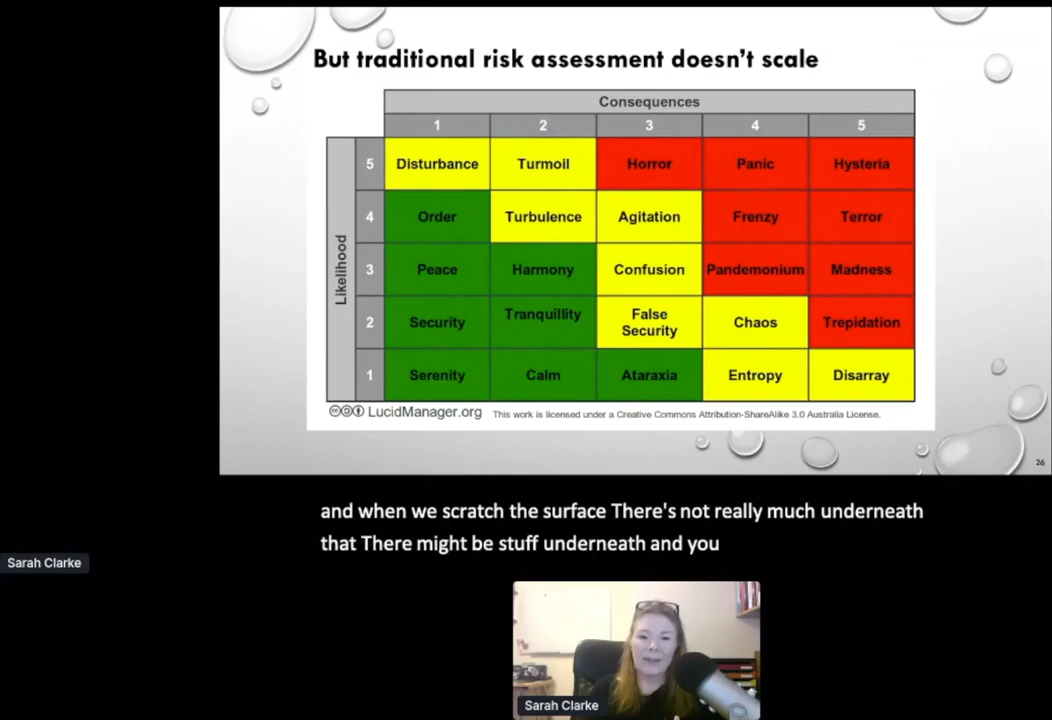 But traditional risk assessment doesn't scale
Consequences
1 2 3 4 5
Likelihood
5 Disturbance Turmoil Horror Panic Hysteria
4 Order Turbulence Agitation Frenzy Terror
3 Peace Harmony Confusion Pandemonium Madness
2 Security Tranquillity False Security Chaos Trepidation
1 Serenity Calm Ataraxia Entropy Disarray
LucidManager.org This work is licensed under a Creative Commons Attribution-ShareAlike 3.0 Australia License.
26
and when we scratch the surface There's not really much underneath
that There might be stuff underneath and you
Sarah Clarke
Sarah Clarke